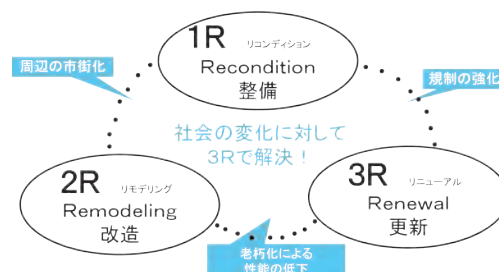 1R リコンディション
Recondition
整備
周辺の市街化
規制の強化
社会の変化に対して
3Rで解決！
2R リモデリング
Remodeling
改造
3R リニューアル
Renewal
更新
老朽化による
性能の低下